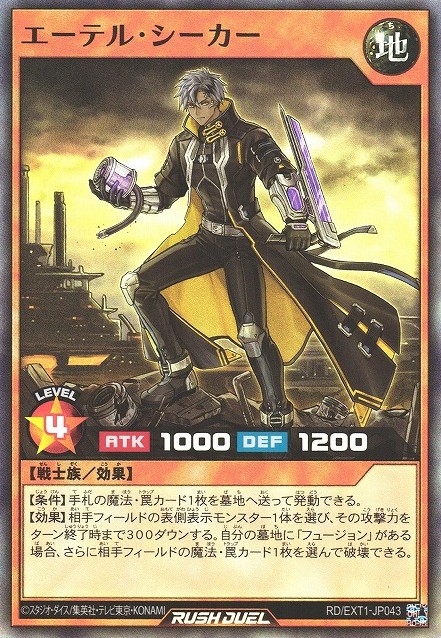 エーテル・シーカー
地
LEVEL
4
ATK 1000 DEF 1200
【戦士族/効果】
【条件】手札の魔法・罠カード1枚を墓地へ送って発動できる。
【効果】相手フィールドの表側表示モンスター1体を選び、その攻撃力を
ターン終了時まで300ダウンする。自分の墓地に「フュージョン」がある
場合、さらに相手フィールドの魔法・罠カード1枚を選んで破壊できる。
©スタジオ・ダイス/集英社・テレビ東京・KONAMI
RUSH DUEL
RD/EXT1-JP043